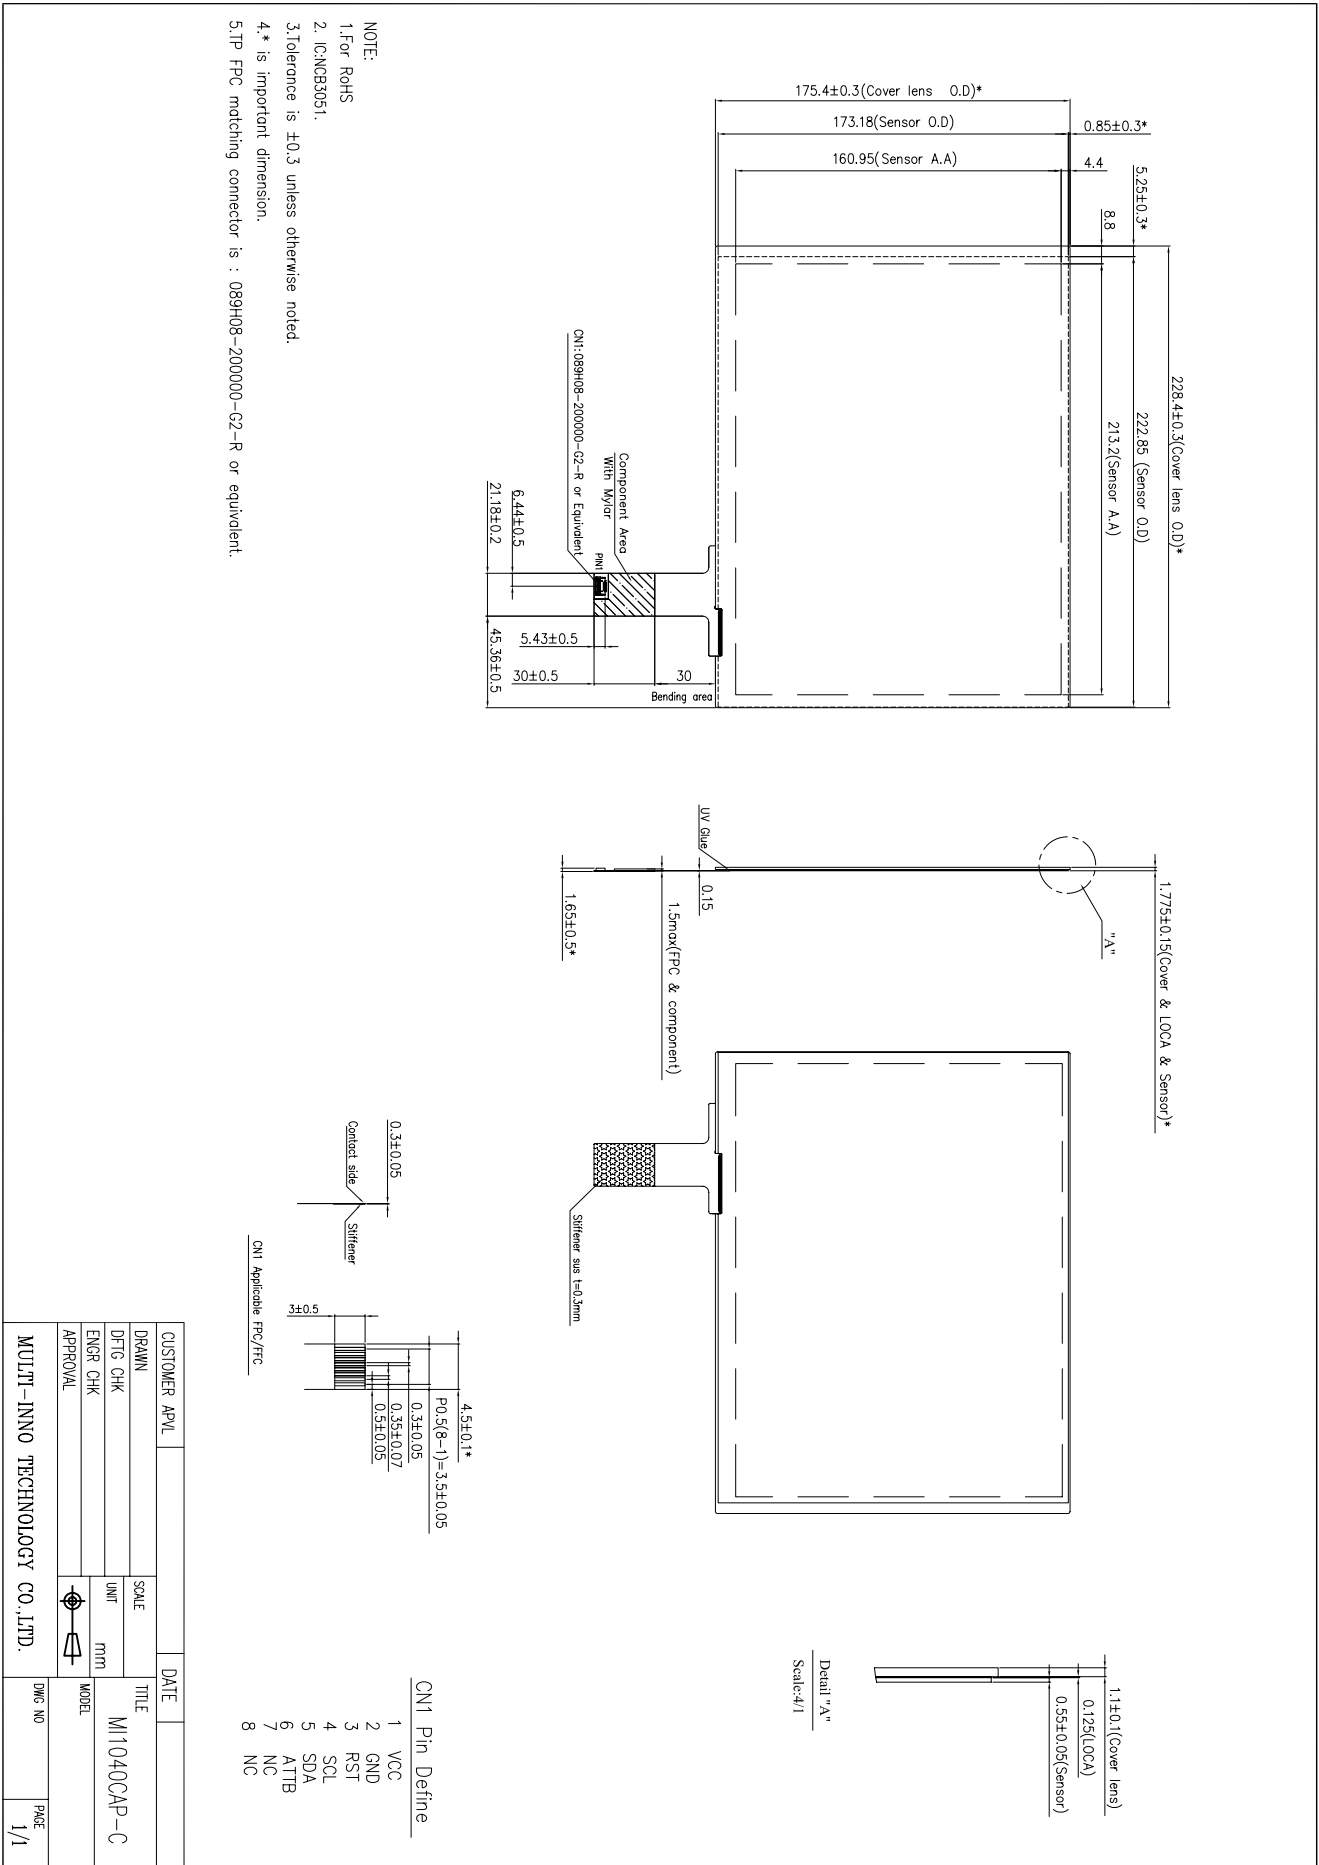 228.4±0.3(Cover lens O.D)*
222.85 (Sensor O.D)
213.2(Sensor A.A)
5.25±0.3*
8.8
175.4±0.3(Cover lens O.D)*
173.18(Sensor O.D)
160.95(Sensor A.A)
0.85±0.3*
4.4
Component Area
With Mylar
CN1:089H08-200000-G2-R or Equivalent
PIN1
6.44±0.5
21.18±0.2
45.36±0.5
5.43±0.5
30±0.5
30
Bending area
1.775±0.15(Cover & LOCA & Sensor)*
"A"
UV Glue
0.15
1.5max(FPC & component)
1.65±0.5*
Stiffener sus t=0.3mm
1.1±0.1(Cover lens)
0.125(LOCA)
0.55±0.05(Sensor)
Detail "A"
Scale:4/1
0.3±0.05
Contact side
Stiffener
4.5±0.1*
P0.5(8-1)=3.5±0.05
0.3±0.05
0.35±0.07
0.5±0.05
3±0.5
CN1 Applicable FPC/FFC
CN1 Pin Define
1 VCC
2 GND
3 RST
4 SCL
5 SDA
6 ATTB
7 NC
8 NC
NOTE:
1.For RoHS
2. IC:NCB3051.
3.Tolerance is ±0.3 unless otherwise noted.
4.* is important dimension.
5.TP FPC matching connector is : 089H08-200000-G2-R or equivalent.
CUSTOMER APVL
DATE
DRAWN
DFTG CHK
ENGR CHK
APPROVAL
SCALE
UNIT
mm
TITLE
MI1040CAP-C
MODEL
MULTI-INNO TECHNOLOGY CO.,LTD.
DWG NO
PAGE
1/1